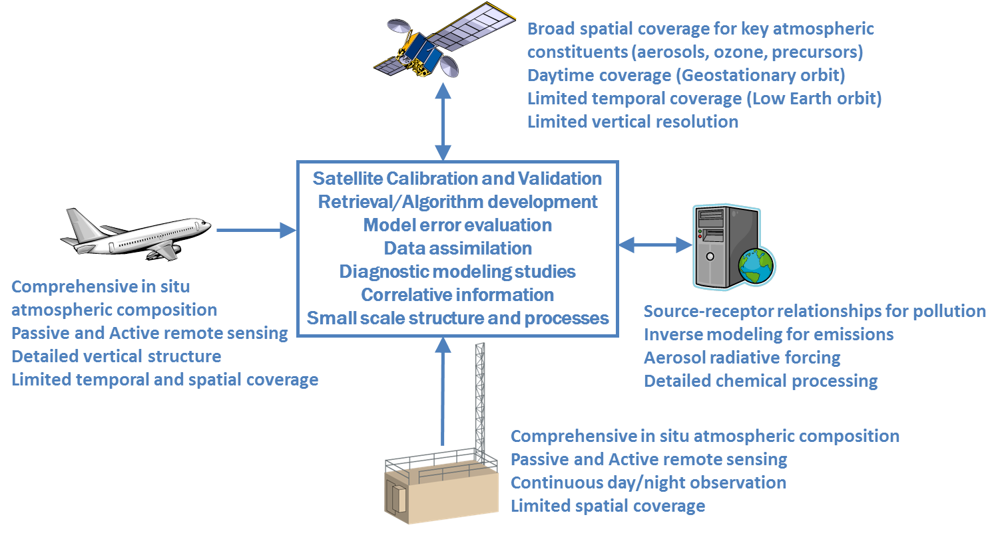 Broad spatial coverage for key atmospheric
constituents (aerosols, ozone, precursors)
Daytime coverage (Geostationary orbit)
Limited temporal coverage (Low Earth orbit)
Limited vertical resolution
Satellite Calibration and Validation
Retrieval/Algorithm development
Model error evaluation
Data assimilation
Diagnostic modeling studies
Correlative information
Small scale structure and processes
Comprehensive in situ
atmospheric composition
Passive and Active remote sensing
Detailed vertical structure
Limited temporal and spatial coverage
Source-receptor relationships for pollution
Inverse modeling for emissions
Aerosol radiative forcing
Detailed chemical processing
Comprehensive in situ atmospheric composition
Passive and Active remote sensing
Continuous day/night observation
Limited spatial coverage